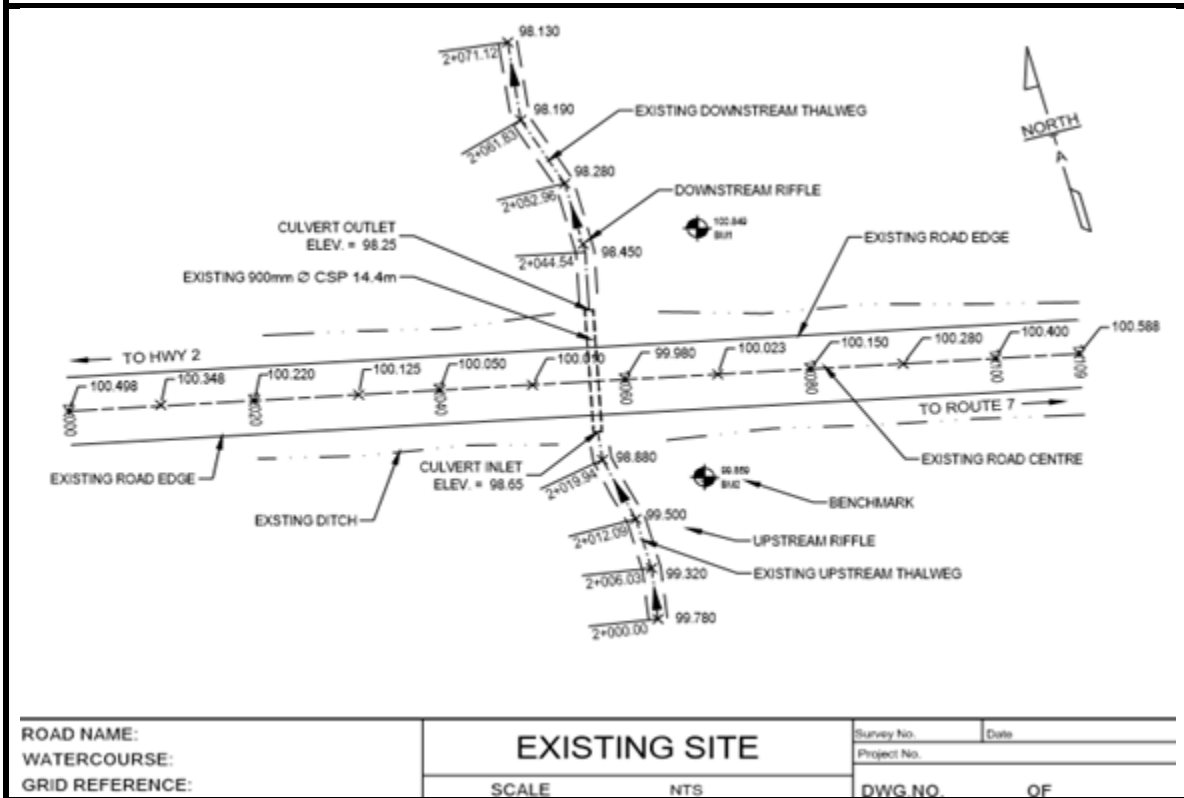 98.130
2+071.12
98.190
EXISTING DOWNSTREAM THALWEG
2+061.83
NORTH
A
98.280
DOWNSTREAM RIFFLE
2+052.96
CULVERT OUTLET
ELEV. = 98.25
100.849
BM1
EXISTING ROAD EDGE
98.450
2+044.54
EXISTING 900mm Ø CSP 14.4m
TO HWY 2
100.588
100.400
100.280
100.150
100.023
99.980
100.050
100.125
100.220
100.348
100.498
TO ROUTE 7
EXISTING ROAD EDGE
CULVERT INLET
ELEV. = 98.65
98.880
2+019.94
EXISTING ROAD CENTRE
99.859
BM2
BENCHMARK
EXSTING DITCH
99.500
2+012.09
UPSTREAM RIFFLE
2+006.03
99.320
EXISTING UPSTREAM THALWEG
2+000.00
99.780
ROAD NAME:
WATERCOURSE:
GRID REFERENCE:
EXISTING SITE
SCALE NTS
Survey No. Date
Project No.
DWG.NO. OF